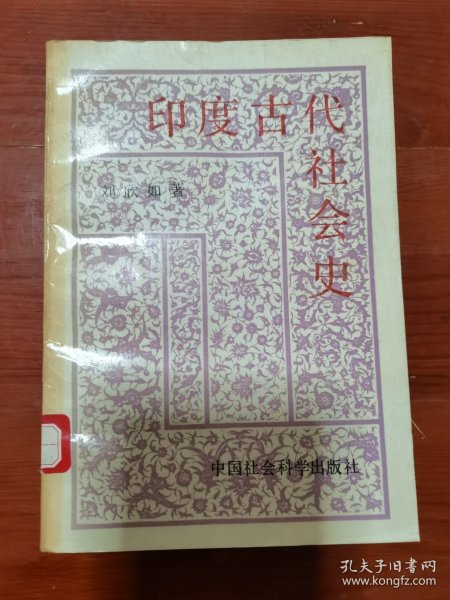 印度古代社会史
刘欣如 著
中国社会科学出版社
孔夫子旧书网
www.kongfz.com